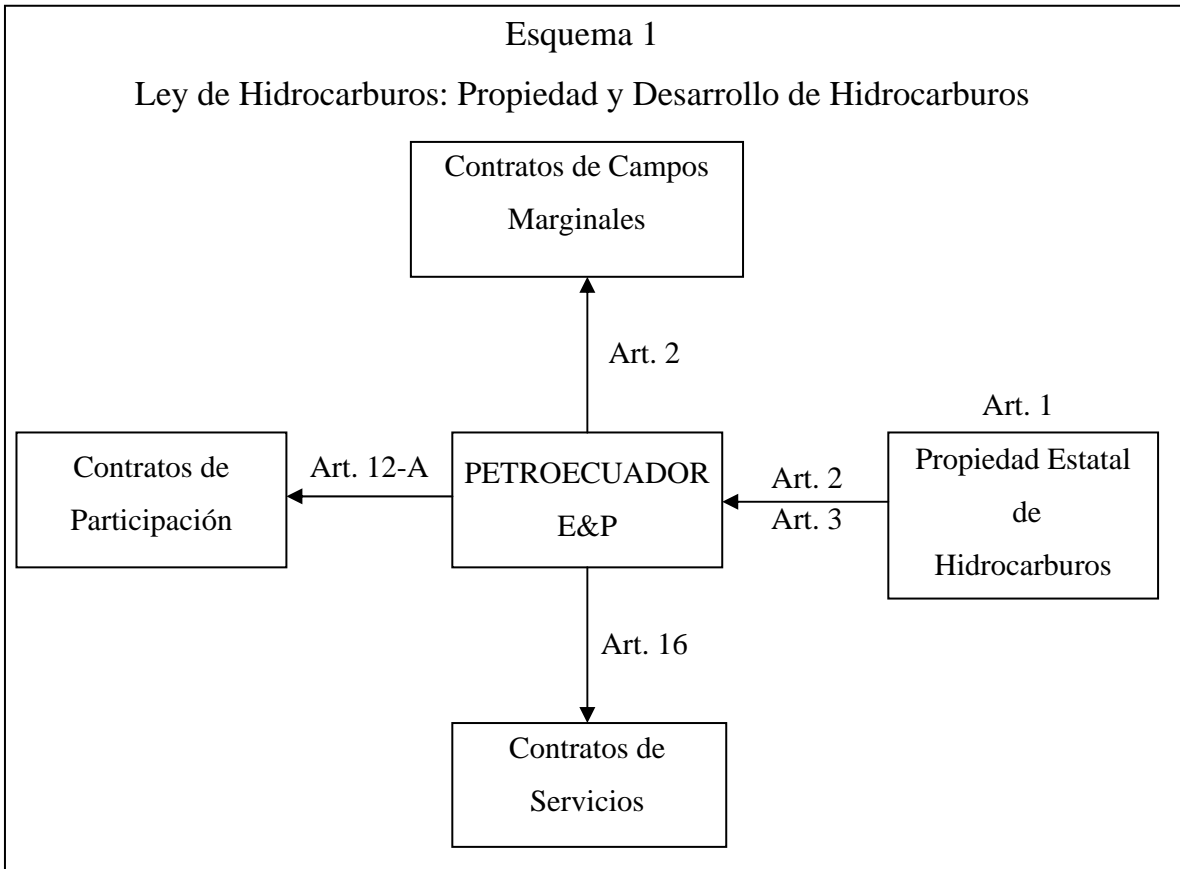 Esquema 1
Ley de Hidrocarburos: Propiedad y Desarrollo de Hidrocarburos
Contratos de Campos
Marginales
Art. 2
Art. 1
Contratos de
Participación
Art. 12-A
PETROECUADOR
E&P
Art. 2
Art. 3
Propiedad Estatal
de
Hidrocarburos
Art. 16
Contratos de
Servicios